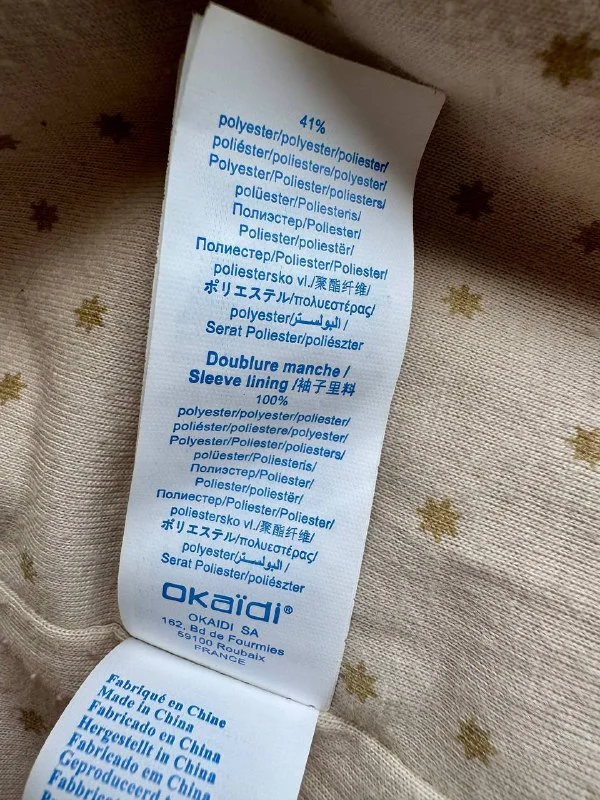 41%
polyester/polyester/poliester/
poliéster/poliestere/polyester/
Polyester/Poliester/poliesters/
polüester/Poliesteris/
Полиэстер/Poliester/
Poliester/poliestër/
Полиестер/Poliester/Poliester/
poliestersko vl./聚酯纤维/
ポリエステル/πολυεστέρας/
polyester/البولستر/
Serat Poliester/poliészter
Doublure manche /
Sleeve lining /袖子里料
100%
polyester/polyester/poliester/
poliéster/poliestere/polyester/
Polyester/Poliester/poliesters/
polüester/Poliesteris/
Полиэстер/Poliester/
Poliester/poliestër/
Полиестер/Poliester/Poliester/
poliestersko vl./聚酯纤维/
ポリエステル/πολυεστέρας/
polyester/البولستر/
Serat Poliester/poliészter
okaïdi®
OKAIDI SA
162, Bd de Fourmies
59100 Roubaix
FRANCE
Fabriqué en Chine
Made in China
Fabricado en China
Hergestellt in China
Fabricado em China
Geproduceerd